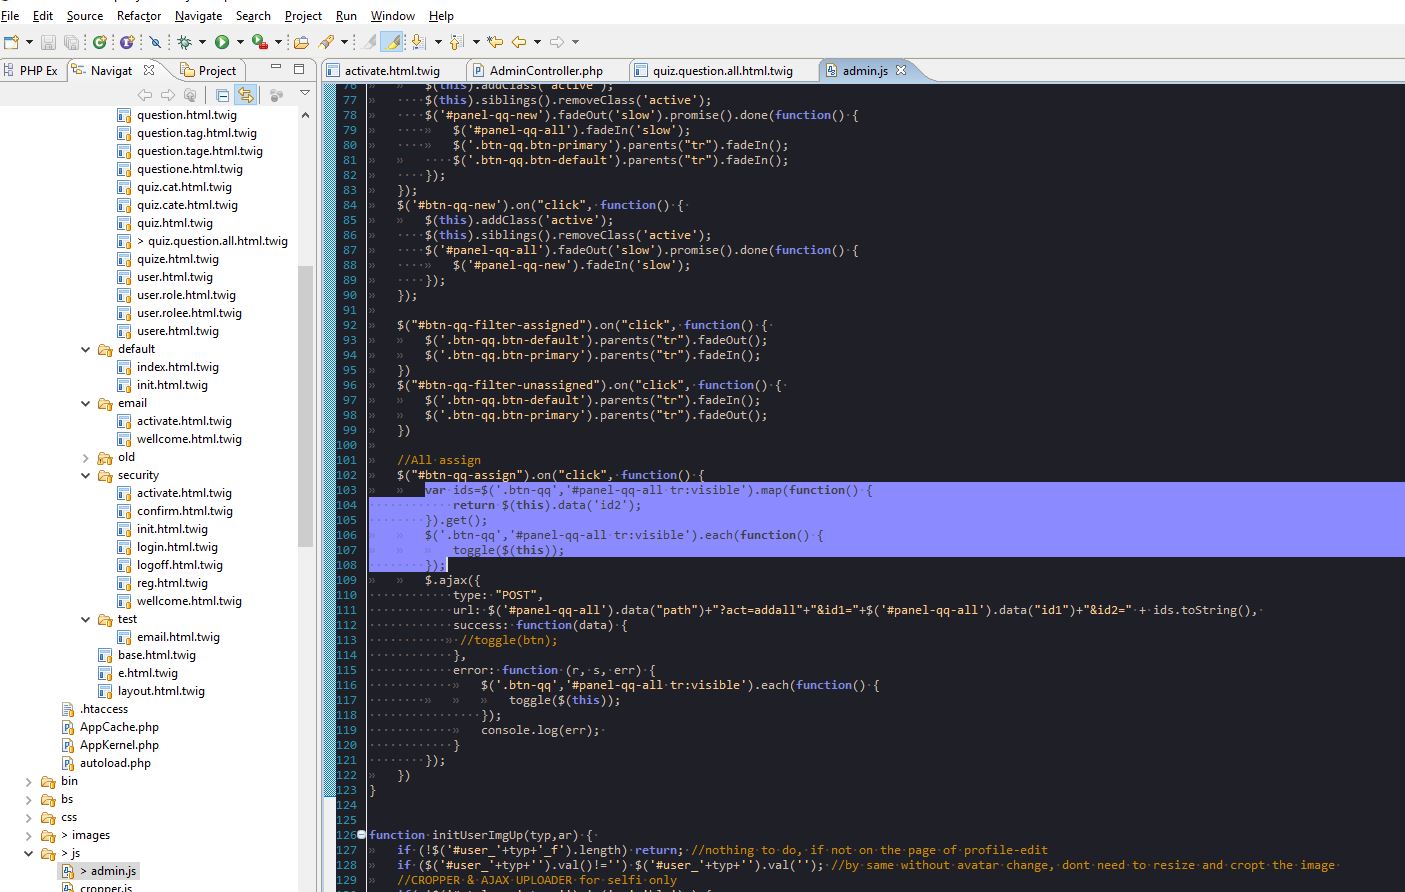 File Edit Source Refactor Navigate Search Project Run Window Help
PHP Ex Navigat Project
question.html.twig
question.tag.html.twig
question.tage.html.twig
questione.html.twig
quiz.cat.html.twig
quiz.cate.html.twig
quiz.html.twig
> quiz.question.all.html.twig
quize.html.twig
user.html.twig
user.role.html.twig
user.rolee.html.twig
usere.html.twig
default
index.html.twig
init.html.twig
email
activate.html.twig
wellcome.html.twig
old
security
activate.html.twig
confirm.html.twig
init.html.twig
login.html.twig
logoff.html.twig
reg.html.twig
wellcome.html.twig
test
email.html.twig
base.html.twig
e.html.twig
layout.html.twig
.htaccess
AppCache.php
AppKernel.php
autoload.php
bin
bs
css
> images
> js
> admin.js
cropper.js
activate.html.twig AdminController.php quiz.question.all.html.twig admin.js
76 $(this).addClass('active');
77 $(this).siblings().removeClass('active');
78 $('#panel-qq-new').fadeOut('slow').promise().done(function() {
79 $('#panel-qq-all').fadeIn('slow');
80 $('.btn-qq.btn-primary').parents("tr").fadeIn();
81 $('.btn-qq.btn-default').parents("tr").fadeIn();
82 });
83 });
84 $('#btn-qq-new').on("click", function() {
85 $(this).addClass('active');
86 $(this).siblings().removeClass('active');
87 $('#panel-qq-all').fadeOut('slow').promise().done(function() {
88 $('#panel-qq-new').fadeIn('slow');
89 });
90 });
91
92 $("#btn-qq-filter-assigned").on("click", function() {
93 $('.btn-qq.btn-default').parents("tr").fadeOut();
94 $('.btn-qq.btn-primary').parents("tr").fadeIn();
95 })
96 $("#btn-qq-filter-unassigned").on("click", function() {
97 $('.btn-qq.btn-default').parents("tr").fadeIn();
98 $('.btn-qq.btn-primary').parents("tr").fadeOut();
99 })
100
101 //All assign
102 $("#btn-qq-assign").on("click", function() {
103 var ids=$('.btn-qq','#panel-qq-all tr:visible').map(function() {
104 return $(this).data('id2');
105 }).get();
106 $('.btn-qq','#panel-qq-all tr:visible').each(function() {
107 toggle($(this));
108 });
109 $.ajax({
110 type: "POST",
111 url: $('#panel-qq-all').data("path")+"?act=addall"+"&id1="+$('#panel-qq-all').data("id1")+"&id2=" + ids.toString(),
112 success: function(data) {
113 //toggle(btn);
114 },
115 error: function (r, s, err) {
116 $('.btn-qq','#panel-qq-all tr:visible').each(function() {
117 toggle($(this));
118 });
119 console.log(err);
120 }
121 });
122 })
123 }
124
125
126 function initUserImgUp(typ,ar) {
127 if (!$('#user_'+typ+'_f').length) return; //nothing to do, if not on the page of profile-edit
128 if ($('#user_'+typ+'').val()!='') $('#user_'+typ+'').val(''); //by same without avatar change, dont need to resize and cropt the image
129 //CROPPER & AJAX UPLOADER for selfi only